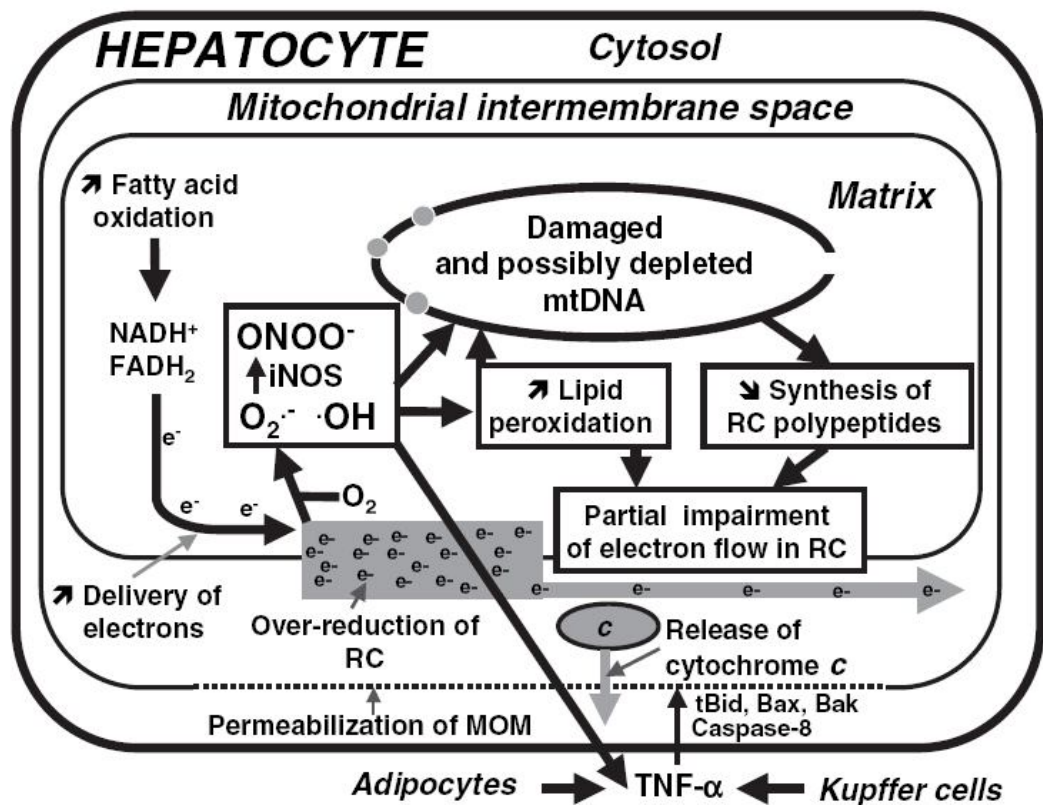 HEPATOCYTE
Cytosol
Mitochondrial intermembrane space
Matrix
↗ Fatty acid
oxidation
NADH⁺
FADH₂
e⁻
e⁻
e⁻
↗ Delivery of
electrons
ONOO⁻
iNOS
O₂·⁻ ·OH
O₂
Damaged
and possibly depleted
mtDNA
↗ Lipid
peroxidation
↘ Synthesis of
RC polypeptides
Partial impairment
of electron flow in RC
e- e- e- e- e-
e- e- e- e- e-
e- e- e- e- e-
e- e- e- e- e-
e- e- e- e- e-
Over-reduction of
RC
c
Release of
cytochrome c
Permeabilization of MOM
tBid, Bax, Bak
Caspase-8
Adipocytes
TNF-α
Kupffer cells